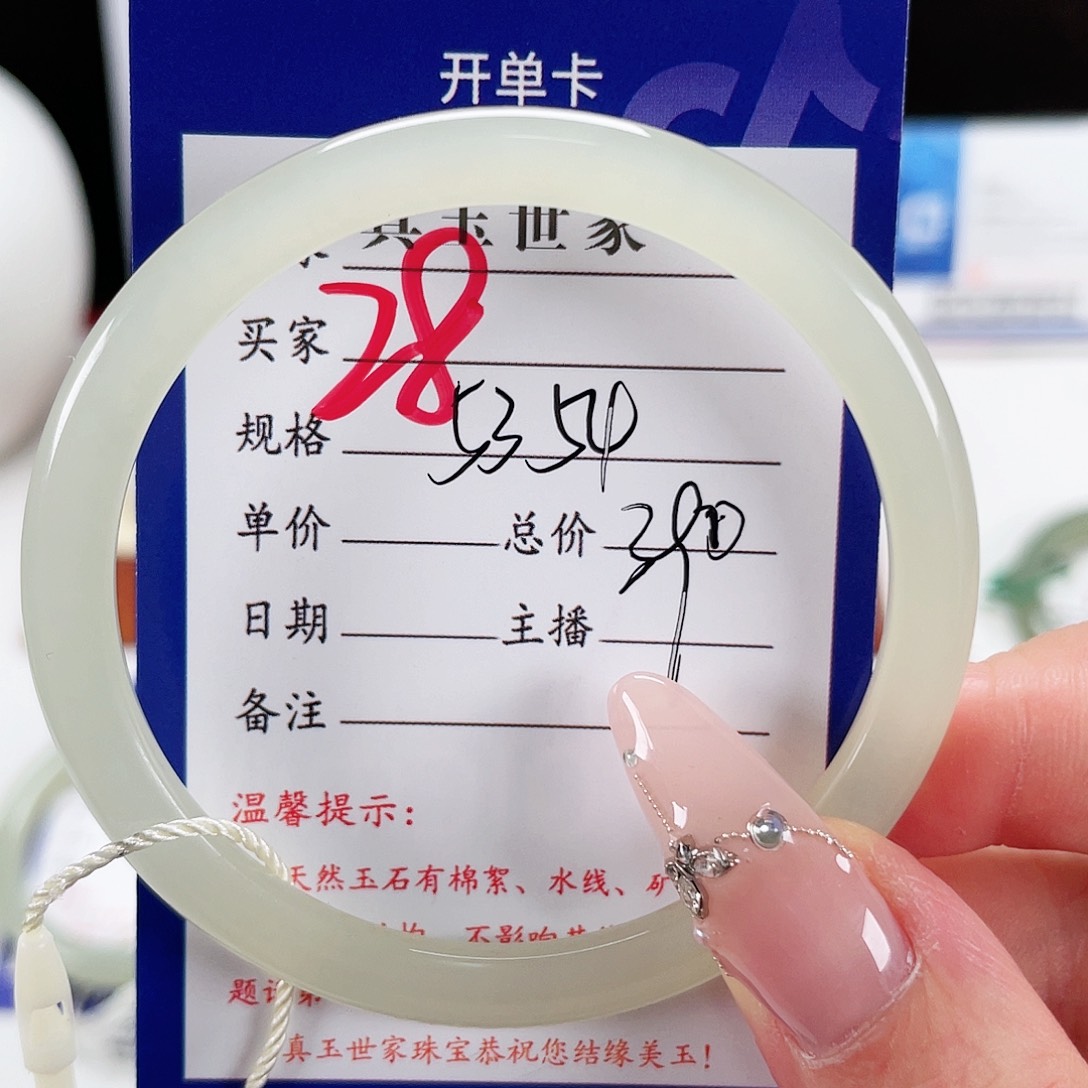 开单卡
真玉世家
买家 28
规格 53 50
单价 总价 390
日期 主播
备注
温馨提示：
天然玉石有棉絮、水线、矿
不影响
题
真玉世家珠宝恭祝您结缘美玉！